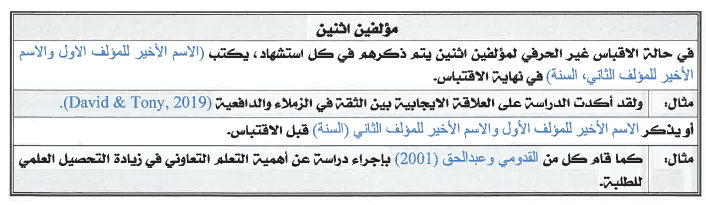 مؤلفين اثنين
في حالة الاقباس غير الحرفي لمؤلفين اثنين يتم ذكرهم في كل استشهاد، يكتب (الاسم الأخير للمؤلف الاول والاسم
الأخير للمؤلف الثاني، السنة) في نهاية الاقتباس.
مثال: ولقد أكدت الدراسة على العلاقة الايجابية بين الثقة في الزملاء والدافعية (David & Tony, 2019).
أو يذكر الاسم الأخير للمؤلف الأول والاسم الأخير للمؤلف الثاني (السنة) قبل الاقتباس.
مثال: كما قام كل من القدومي وعبدالحق (2001) بإجراء دراسة عن أهمية التعلم التعاوني في زيادة التحصيل العلمي
للطلبة.